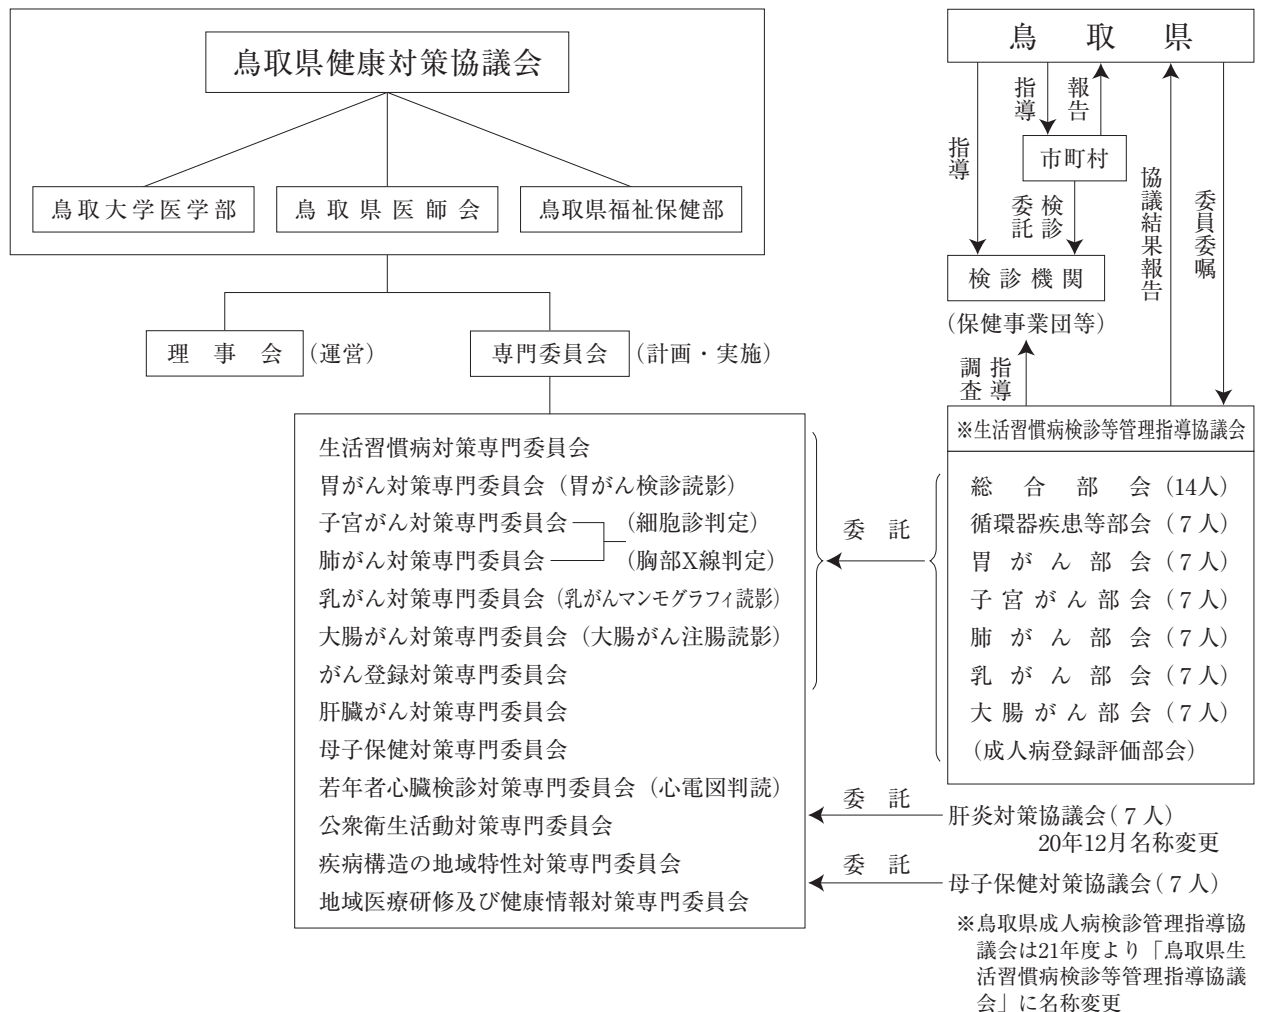 鳥取県健康対策協議会
鳥取大学医学部
鳥取県医師会
鳥取県福祉保健部
理事会 (運営)
専門委員会 (計画・実施)
生活習慣病対策専門委員会
胃がん対策専門委員会(胃がん検診読影)
子宮がん対策専門委員会 (細胞診判定)
肺がん対策専門委員会 (胸部X線判定)
乳がん対策専門委員会(乳がんマンモグラフィ読影)
大腸がん対策専門委員会(大腸がん注腸読影)
がん登録対策専門委員会
肝臓がん対策専門委員会
母子保健対策専門委員会
若年者心臓検診対策専門委員会(心電図判読)
公衆衛生活動対策専門委員会
疾病構造の地域特性対策専門委員会
地域医療研修及び健康情報対策専門委員会
委託
委託
委託
鳥取県
指導
指導
報告
市町村
検診
委託
検診機関
(保健事業団等)
指導
調査
協議結果報告
委員委嘱
※生活習慣病検診等管理指導協議会
総合部会(14人)
循環器疾患等部会(7人)
胃がん部会(7人)
子宮がん部会(7人)
肺がん部会(7人)
乳がん部会(7人)
大腸がん部会(7人)
(成人病登録評価部会)
肝炎対策協議会(7人)
20年12月名称変更
母子保健対策協議会(7人)
※鳥取県成人病検診管理指導協
議会は21年度より「鳥取県生
活習慣病検診等管理指導協議
会」に名称変更